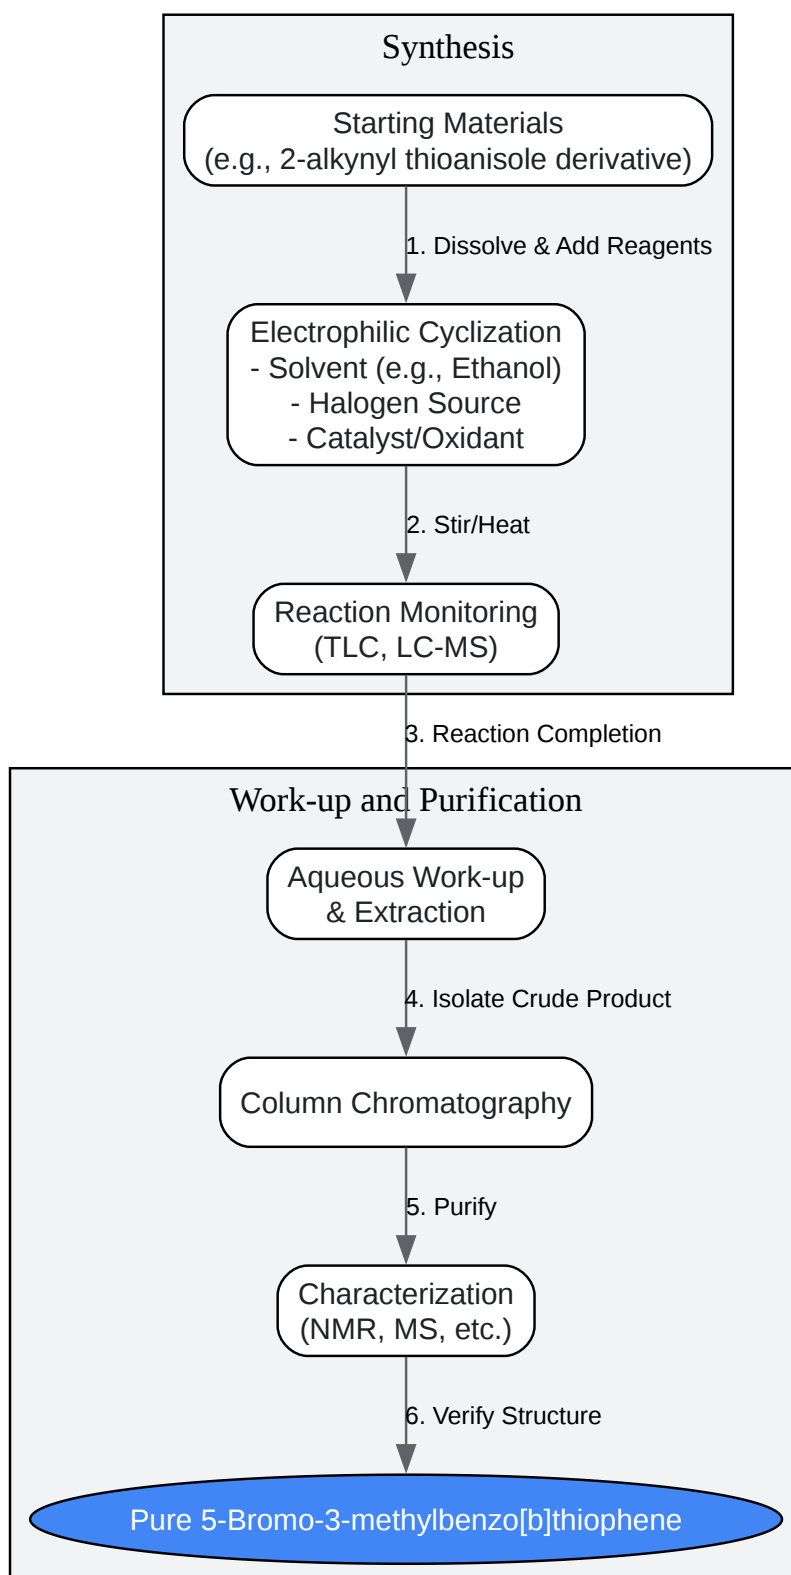 Synthesis
Starting Materials
(e.g., 2-alkynyl thioanisole derivative)
1. Dissolve & Add Reagents
Electrophilic Cyclization
- Solvent (e.g., Ethanol)
- Halogen Source
- Catalyst/Oxidant
2. Stir/Heat
Reaction Monitoring
(TLC, LC-MS)
3. Reaction Completion
Work-up and Purification
Aqueous Work-up
& Extraction
4. Isolate Crude Product
Column Chromatography
5. Purify
Characterization
(NMR, MS, etc.)
6. Verify Structure
Pure 5-Bromo-3-methylbenzo[b]thiophene